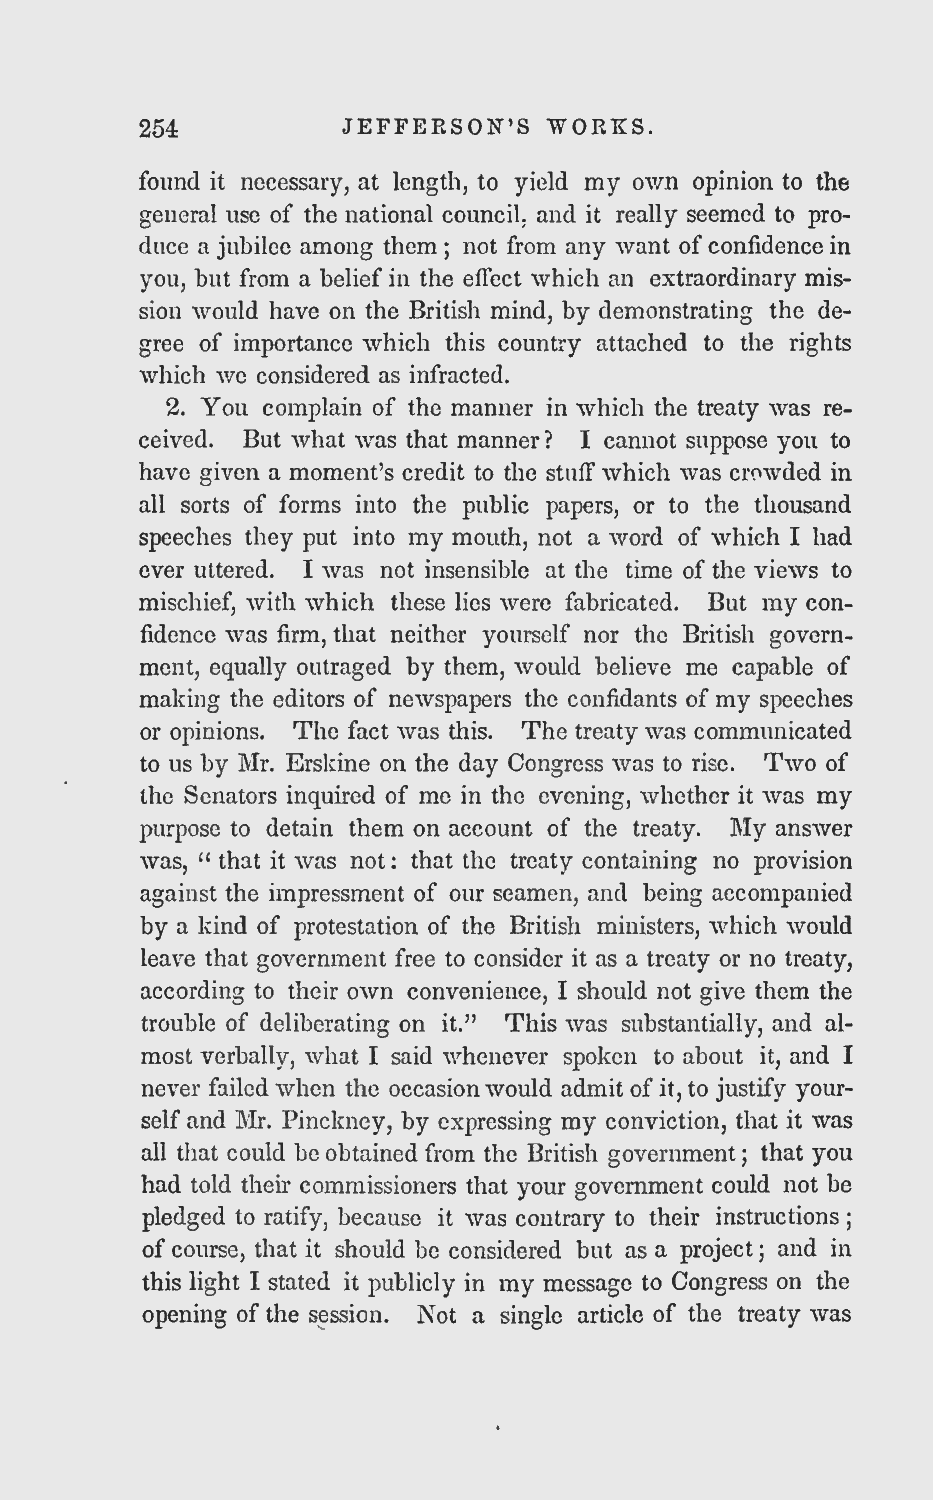 254 JEFFERSON'S WORKS.
found it necessary, at length, to yield my own opinion to the
general use of the national council, and it really seemed to pro-
duce a jubilee among them; not from any want of confidence in
you, but from a belief in the effect which an extraordinary mis-
sion would have on the British mind, by demonstrating the de-
gree of importance which this country attached to the rights
which we considered as infracted.
2. You complain of the manner in which the treaty was re-
ceived. But what was that manner? I cannot suppose you to
have given a moment's credit to the stuff which was crowded in
all sorts of forms into the public papers, or to the thousand
speeches they put into my mouth, not a word of which I had
ever uttered. I was not insensible at the time of the views to
mischief, with which these lies were fabricated. But my con-
fidence was firm, that neither yourself nor the British govern-
ment, equally outraged by them, would believe me capable of
making the editors of newspapers the confidants of my speeches
or opinions. The fact was this. The treaty was communicated
to us by Mr. Erskine on the day Congress was to rise. Two of
the Senators inquired of me in the evening, whether it was my
purpose to detain them on account of the treaty. My answer
was, "that it was not: that the treaty containing no provision
against the impressment of our seamen, and being accompanied
by a kind of protestation of the British ministers, which would
leave that government free to consider it as a treaty or no treaty,
according to their own convenience, I should not give them the
trouble of deliberating on it." This was substantially, and al-
most verbally, what I said whenever spoken to about it, and I
never failed when the occasion would admit of it, to justify your-
self and Mr. Pinckney, by expressing my conviction, that it was
all that could be obtained from the British government; that you
had told their commissioners that your government could not be
pledged to ratify, because it was contrary to their instructions;
of course, that it should be considered but as a project; and in
this light I stated it publicly in my message to Congress on the
opening of the session. Not a single article of the treaty was